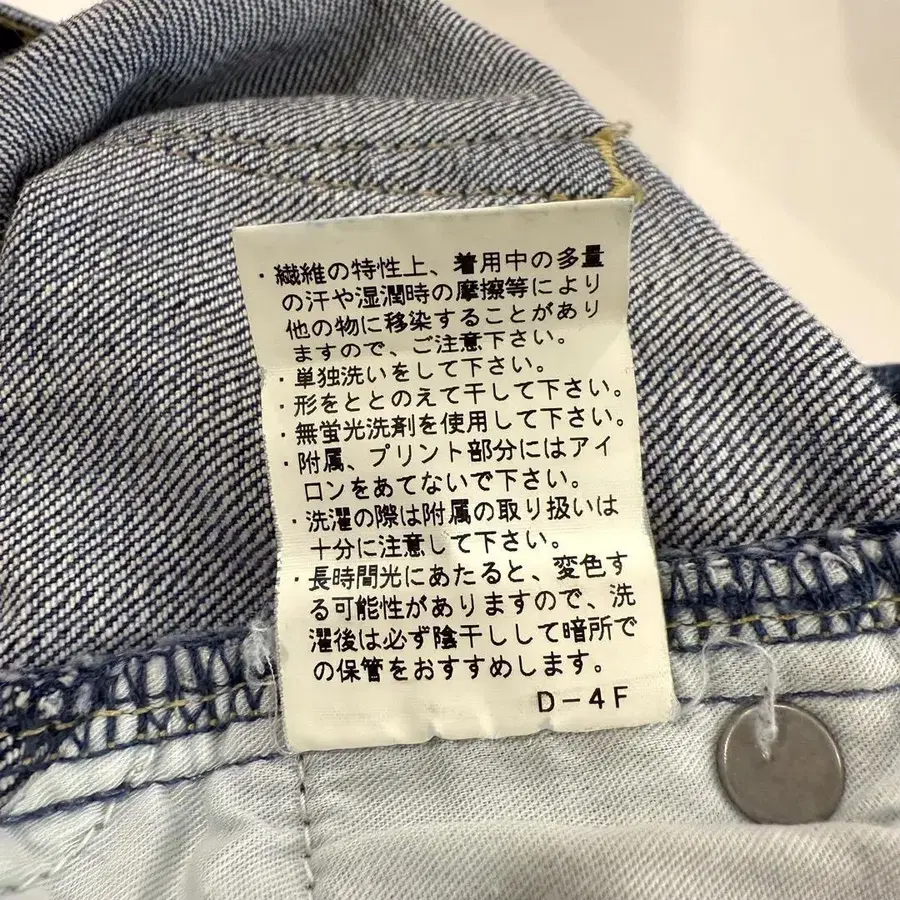 ・繊維の特性上、着用中の多量
の汗や湿潤時の摩擦等により
他の物に移染することがあり
ますので、ご注意下さい。
・単独洗いをして下さい。
・形をととのえて干して下さい。
・無蛍光洗剤を使用して下さい。
・附属、プリント部分にはアイ
ロンをあてないで下さい。
・洗濯の際は附属の取り扱いは
十分に注意して下さい。
・長時間光にあたると、変色す
る可能性がありますので、洗
濯後は必ず陰干しして暗所で
の保管をおすすめします。
D-4F